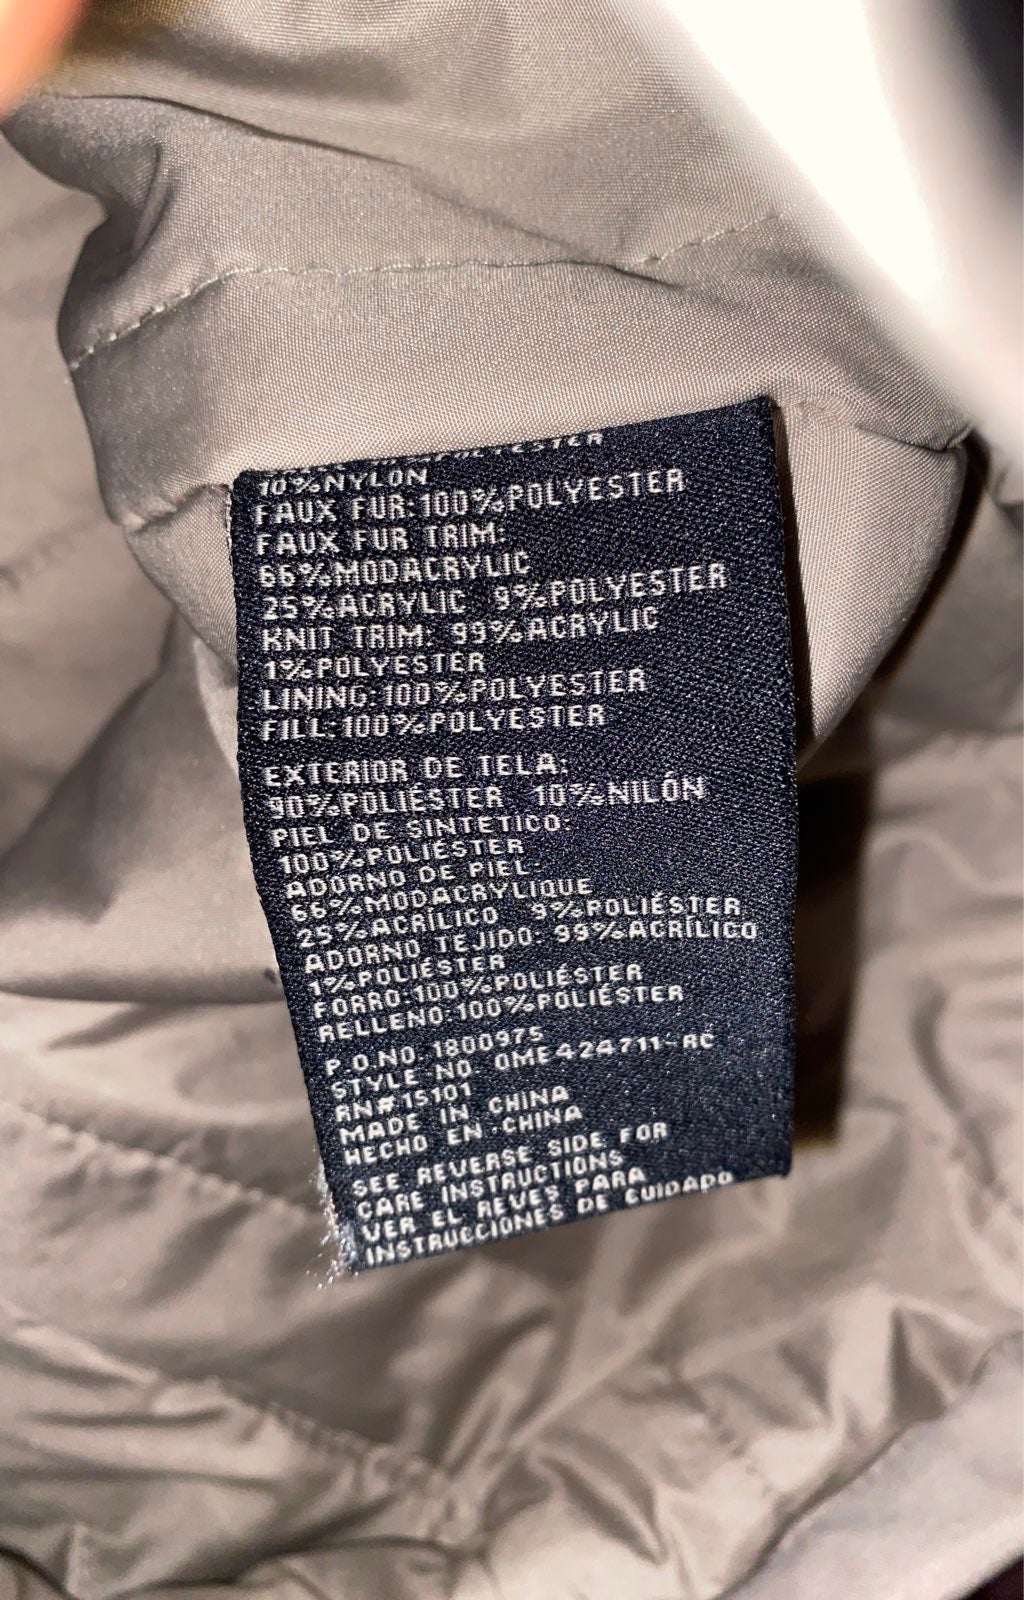 10%NYLON
FAUX FUR:100%POLYESTER
FAUX FUR TRIM:
66%MODACRYLIC
25%ACRYLIC 9%POLYESTER
KNIT TRIM: 99%ACRYLIC
1%POLYESTER
LINING:100%POLYESTER
FILL:100%POLYESTER
EXTERIOR DE TELA:
90%POLIÉSTER 10%NILÓN
PIEL DE SINTETICO:
100%POLIÉSTER
ADORNO DE PIEL:
66%MODACRYLIQUE
25%ACRÍLICO 9%POLIÉSTER
ADORNO TEJIDO: 99%ACRÍLICO
1%POLIÉSTER
FORRO:100%POLIÉSTER
RELLENO:100%POLIÉSTER
P.O.NO. 1800975
STYLE NO. OME424711-RC
RN#15101
MADE IN CHINA
HECHO EN CHINA
SEE REVERSE SIDE FOR
CARE INSTRUCTIONS
VER EL REVES PARA
INSTRUCCIONES DE CUIDADO